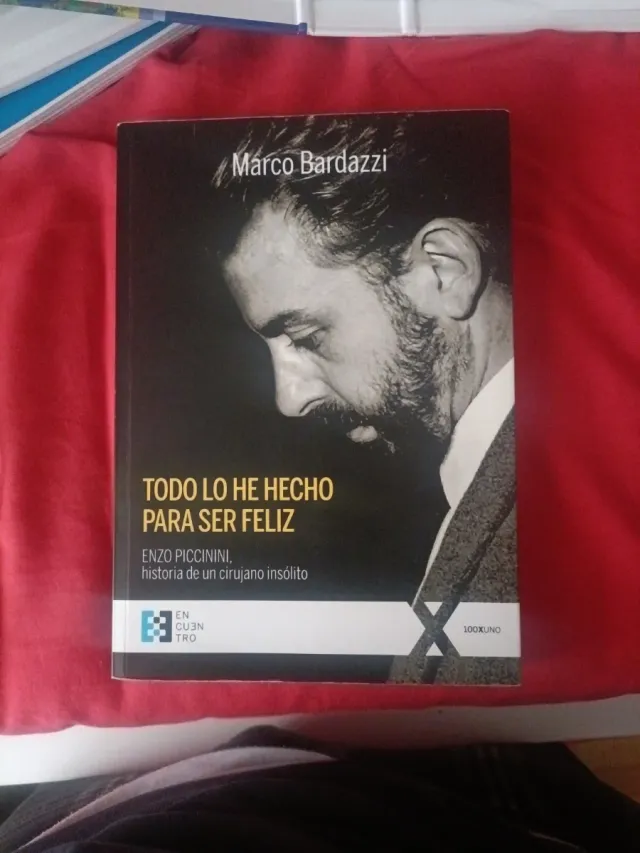 Marco Bardazzi
TODO LO HE HECHO
PARA SER FELIZ
ENZO PICCININI,
historia de un cirujano insólito
EN
CUƎN
TRO
100XUNO